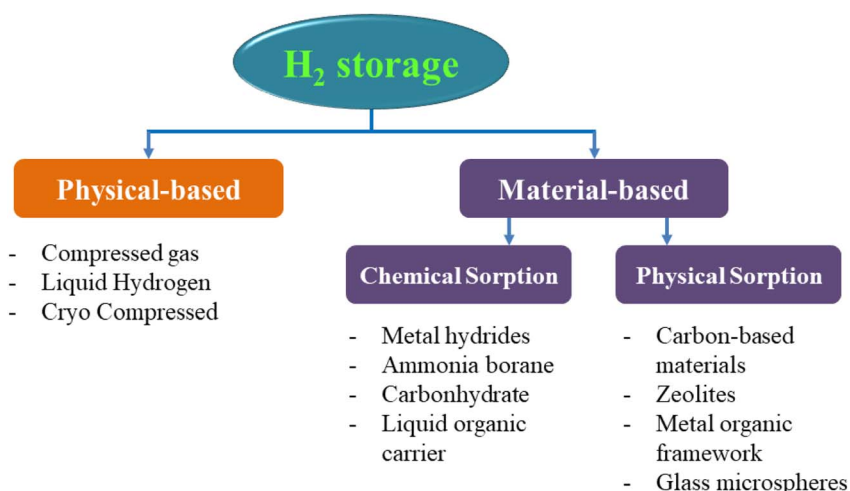 H₂ storage
Physical-based
Material-based
- Compressed gas
- Liquid Hydrogen
- Cryo Compressed
Chemical Sorption
Physical Sorption
- Metal hydrides
- Ammonia borane
- Carbonhydrate
- Liquid organic
carrier
- Carbon-based
materials
- Zeolites
- Metal organic
framework
- Glass microspheres